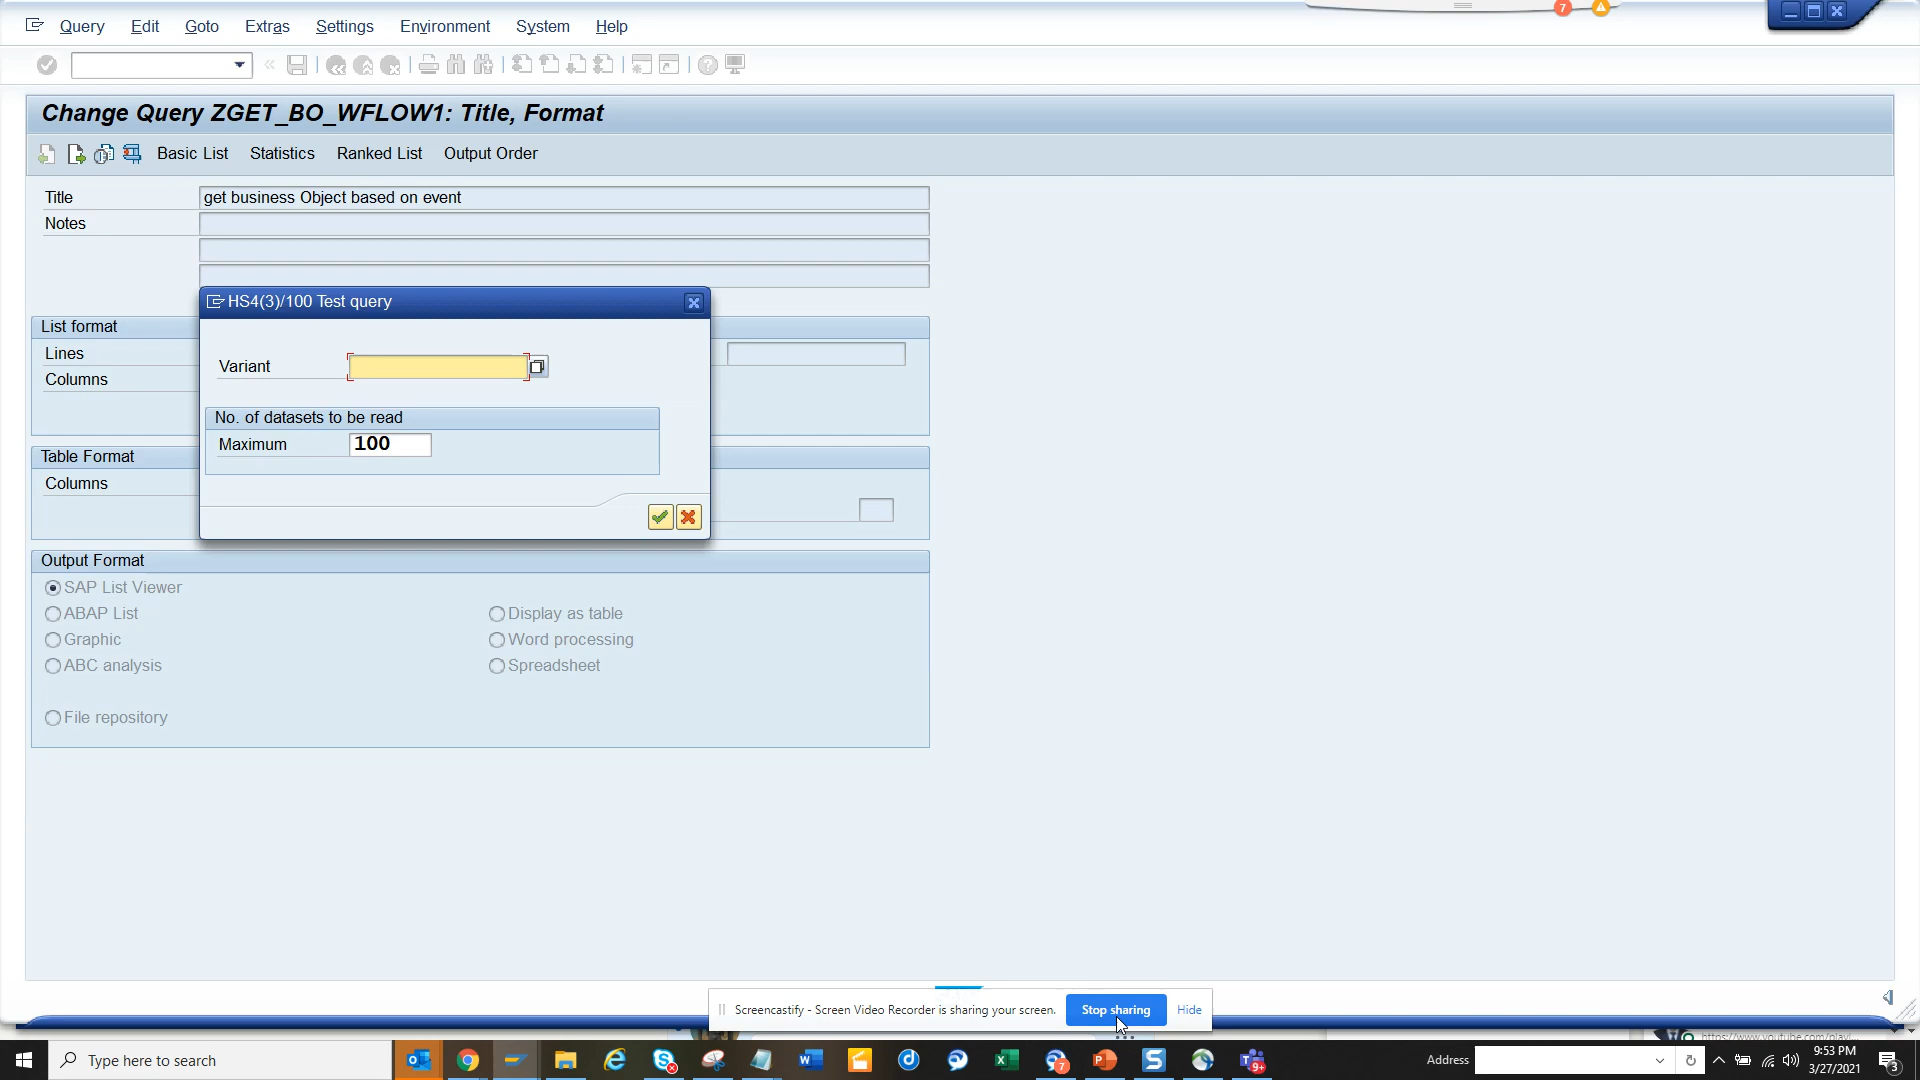 Query Edit Goto Extras Settings Environment System Help
7
Change Query ZGET_BO_WFLOW1: Title, Format
Basic List Statistics Ranked List Output Order
Title get business Object based on event
Notes
HS4(3)/100 Test query
List format
Lines
Variant
Columns
No. of datasets to be read
Maximum 100
Table Format
Columns
Output Format
SAP List Viewer
ABAP List Display as table
Graphic Word processing
ABC analysis Spreadsheet
File repository
Screencastify - Screen Video Recorder is sharing your screen. Stop sharing Hide
Type here to search
7
9+
Address
9:53 PM
3/27/2021
3